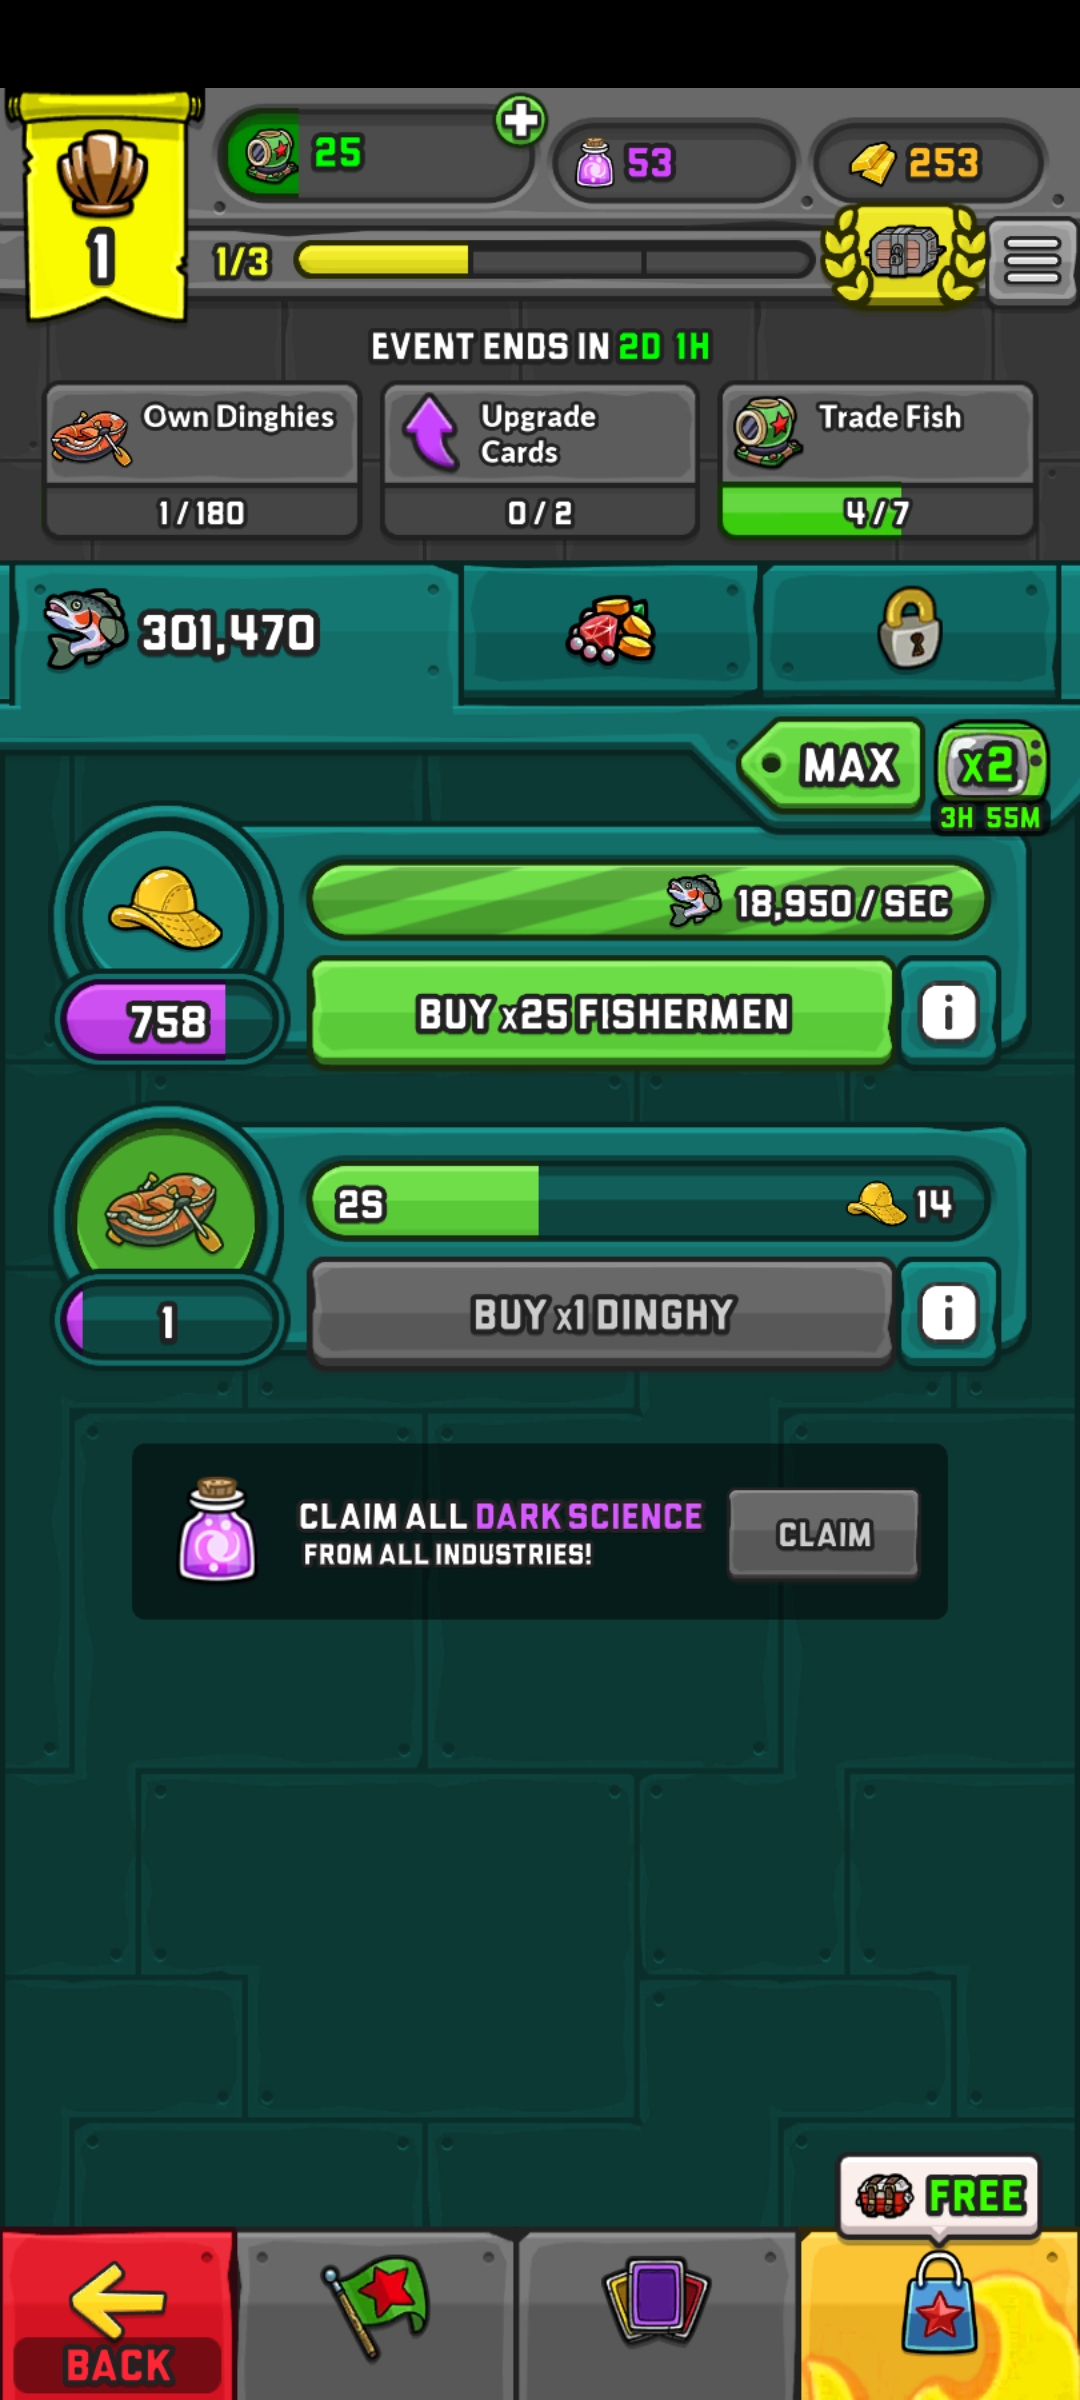 25
53
253
1
1/3
EVENT ENDS IN 2D 1H
Own Dinghies
1 / 180
Upgrade
Cards
0 / 2
Trade Fish
4 / 7
301,470
MAX
x2
3H 55M
18,950 / SEC
758
BUY x25 FISHERMEN
i
2S
14
1
BUY x1 DINGHY
i
CLAIM ALL DARK SCIENCE
FROM ALL INDUSTRIES!
CLAIM
FREE
BACK